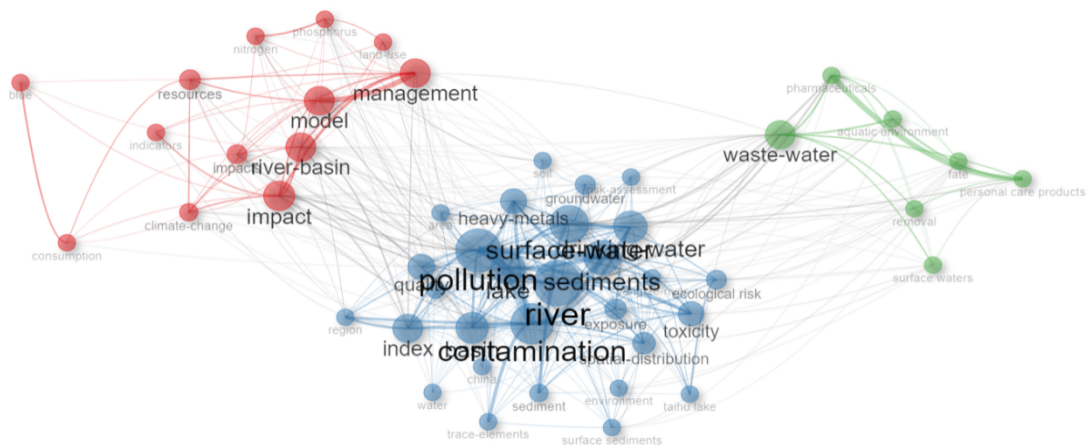 phosphorus
nitrogen
land-use
blue
resources
management
pharmaceuticals
model
indicators
aquatic environment
waste-water
impacts
river-basin
soil
fate
risk-assessment
personal care products
groundwater
impact
heavy-metals
area
climate-change
removal
surface-water
drinking-water
consumption
surface waters
pollution
sediments
quality
lake
ecological risk
river
exposure
region
toxicity
index
basin
contamination
spatial-distribution
china
water
sediment
environment
taihu lake
trace-elements
surface sediments